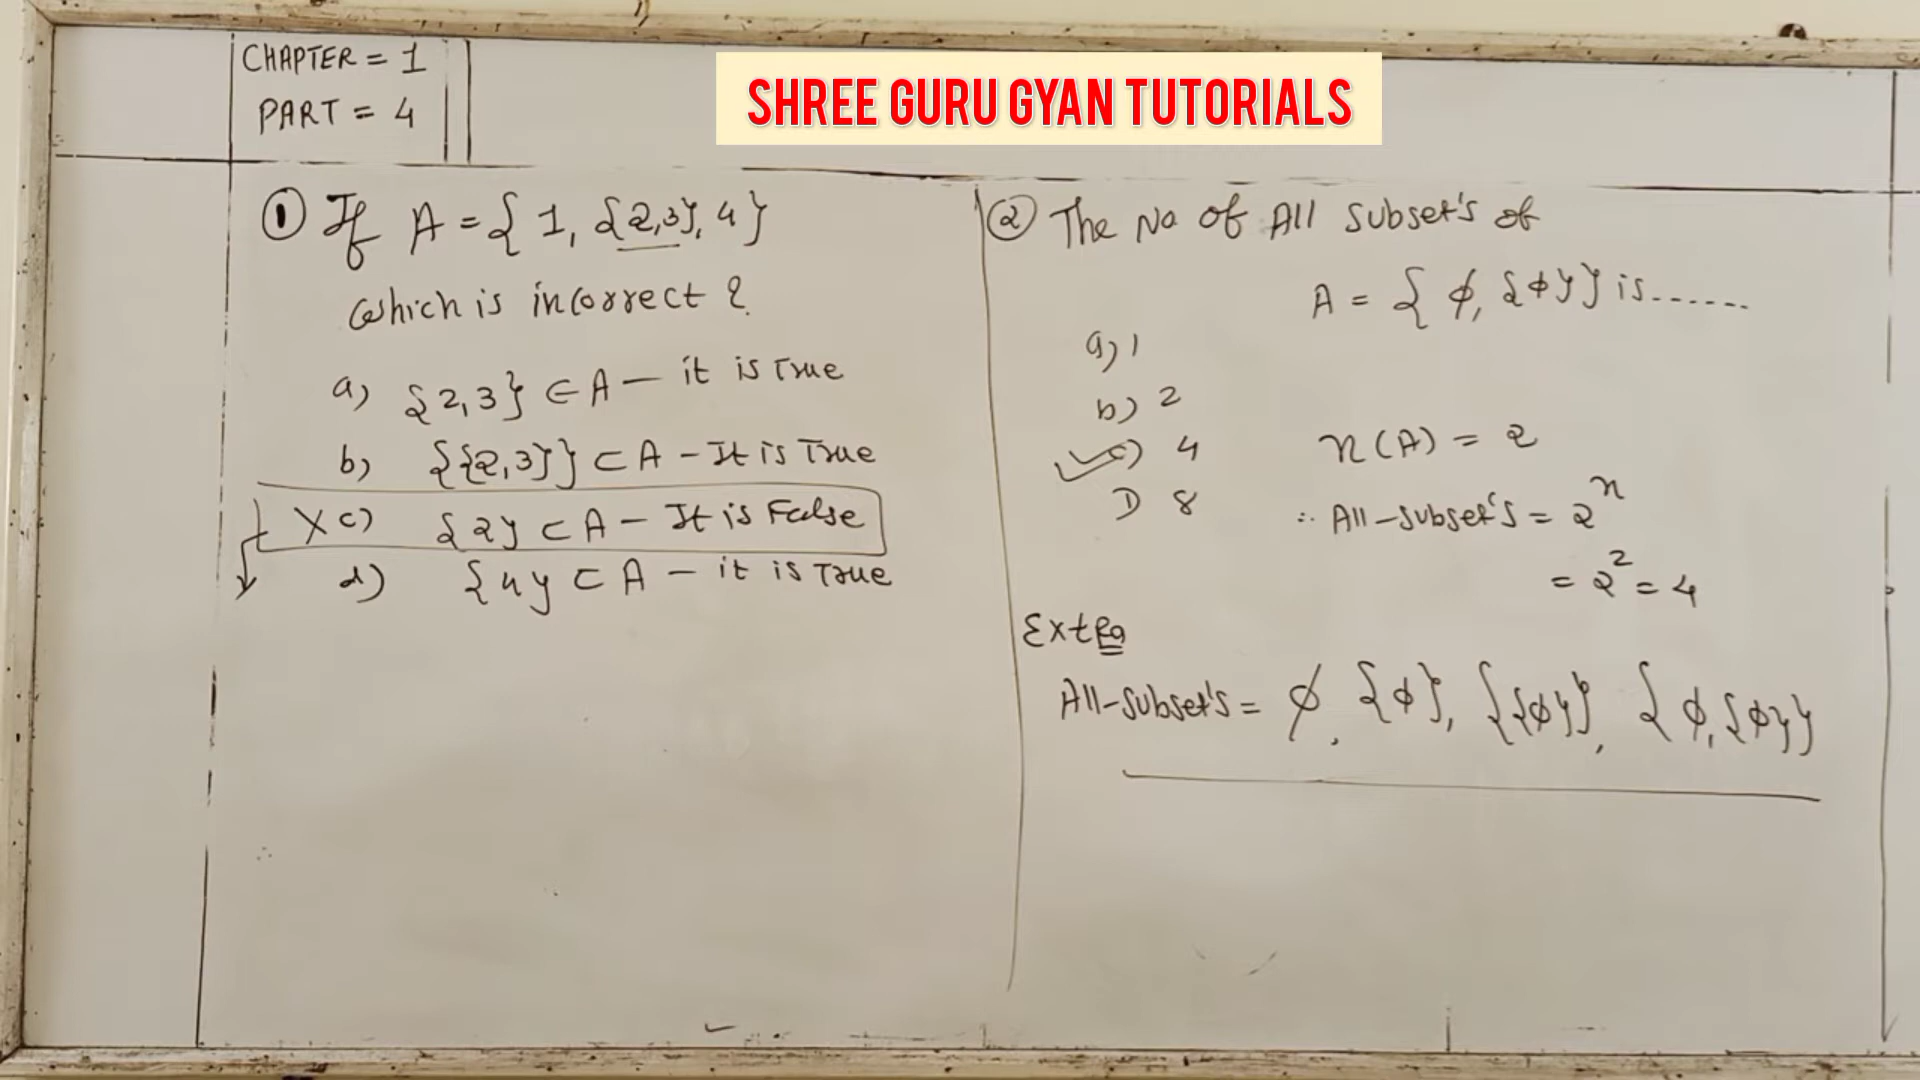 CHAPTER = 1
PART = 4
SHREE GURU GYAN TUTORIALS
① If A = { 1, {2,3}, 4 }
Which is incorrect ?
a) {2,3} ∈ A — it is True
b) {{2,3}} ⊂ A - It is True
X c) {2} ⊂ A - It is False
d) {4} ⊂ A — it is True
② The No of All Subset's of
A = { ϕ, {ϕ} } is......
a) 1
b) 2
✓ c) 4
D 8
n(A) = 2
∴ All-subset's = 2ⁿ
= 2² = 4
Extra
All-subset's = ϕ, {ϕ}, {{ϕ}}, { ϕ, {ϕ}}